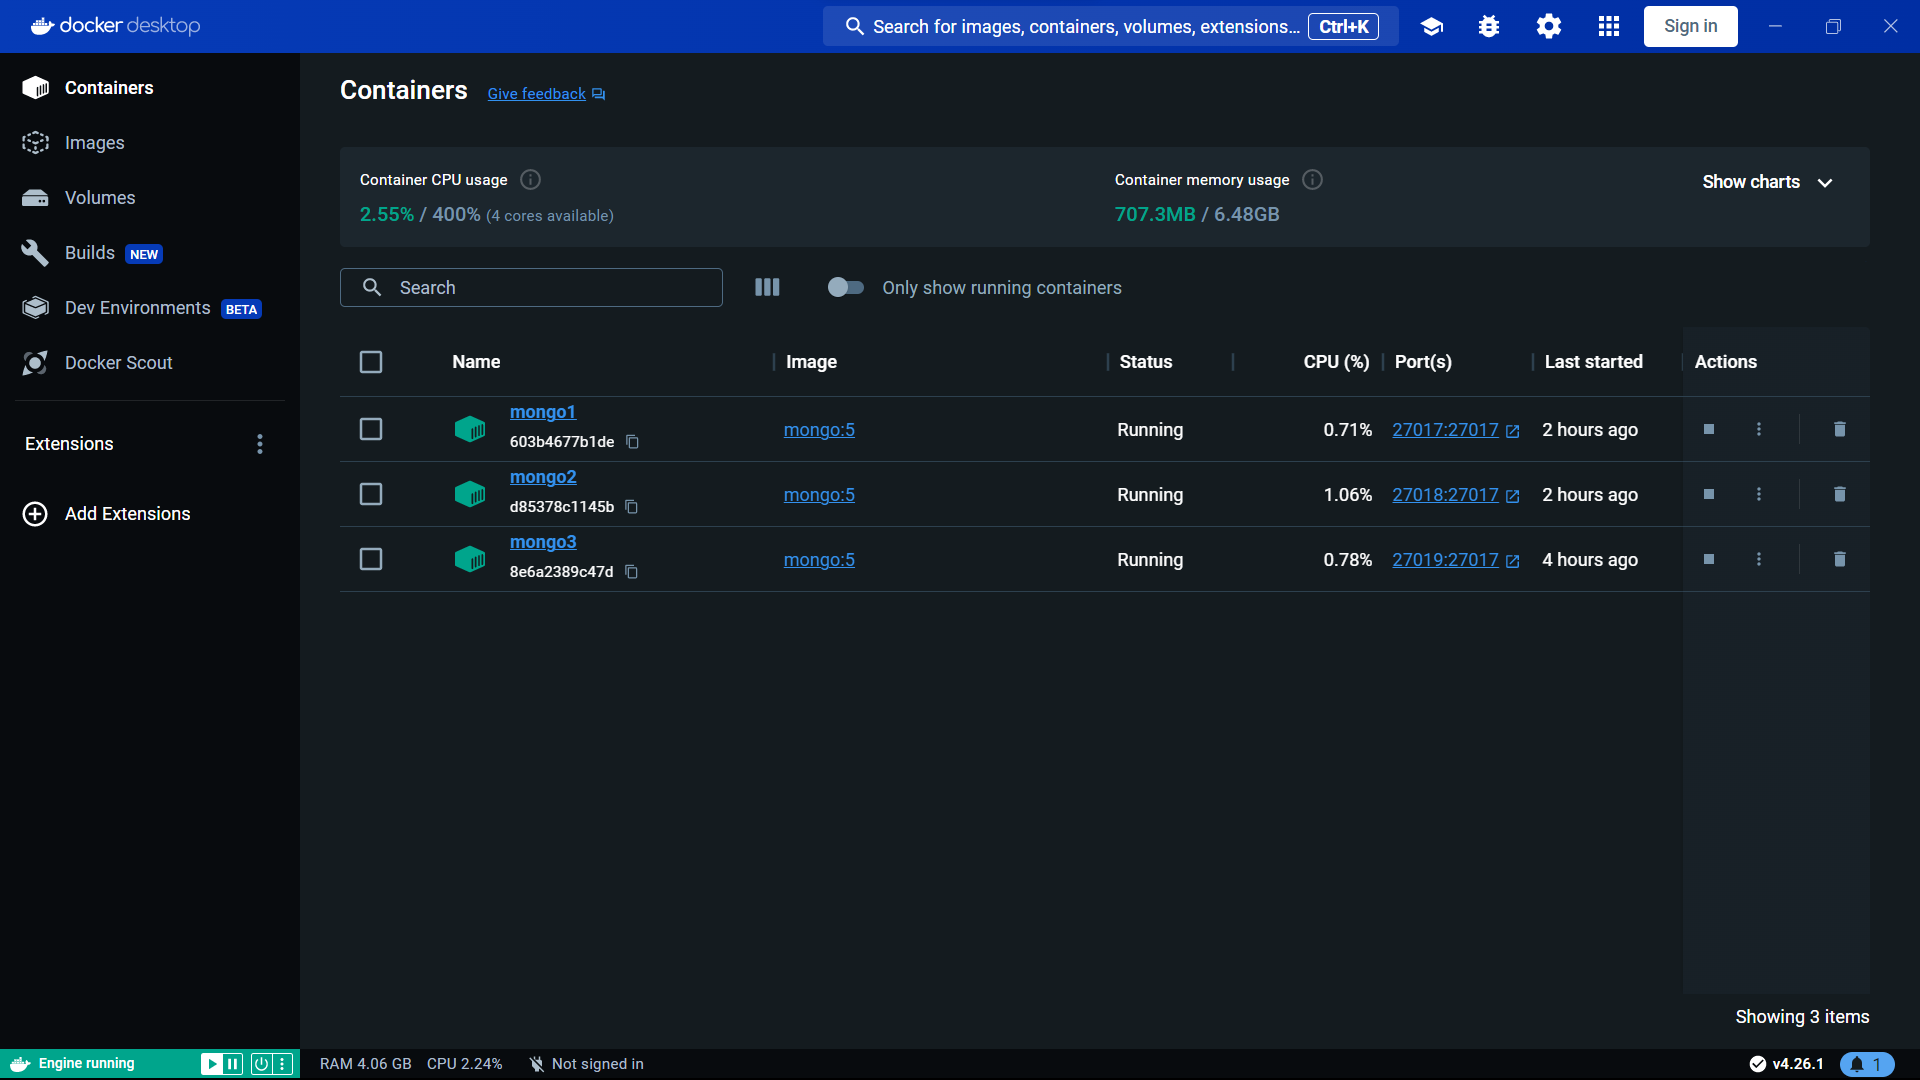 docker desktop
Search for images, containers, volumes, extensions... Ctrl+K
Sign in
Containers
Images
Volumes
Builds NEW
Dev Environments BETA
Docker Scout
Extensions
Add Extensions
Containers Give feedback
Container CPU usage
2.55% / 400% (4 cores available)
Container memory usage
707.3MB / 6.48GB
Show charts
Search
Only show running containers
Name Image Status CPU (%) Port(s) Last started Actions
mongo1
603b4677b1de
mongo:5 Running 0.71% 27017:27017 2 hours ago
mongo2
d85378c1145b
mongo:5 Running 1.06% 27018:27017 2 hours ago
mongo3
8e6a2389c47d
mongo:5 Running 0.78% 27019:27017 4 hours ago
Showing 3 items
Engine running
RAM 4.06 GB CPU 2.24% Not signed in
v4.26.1
1